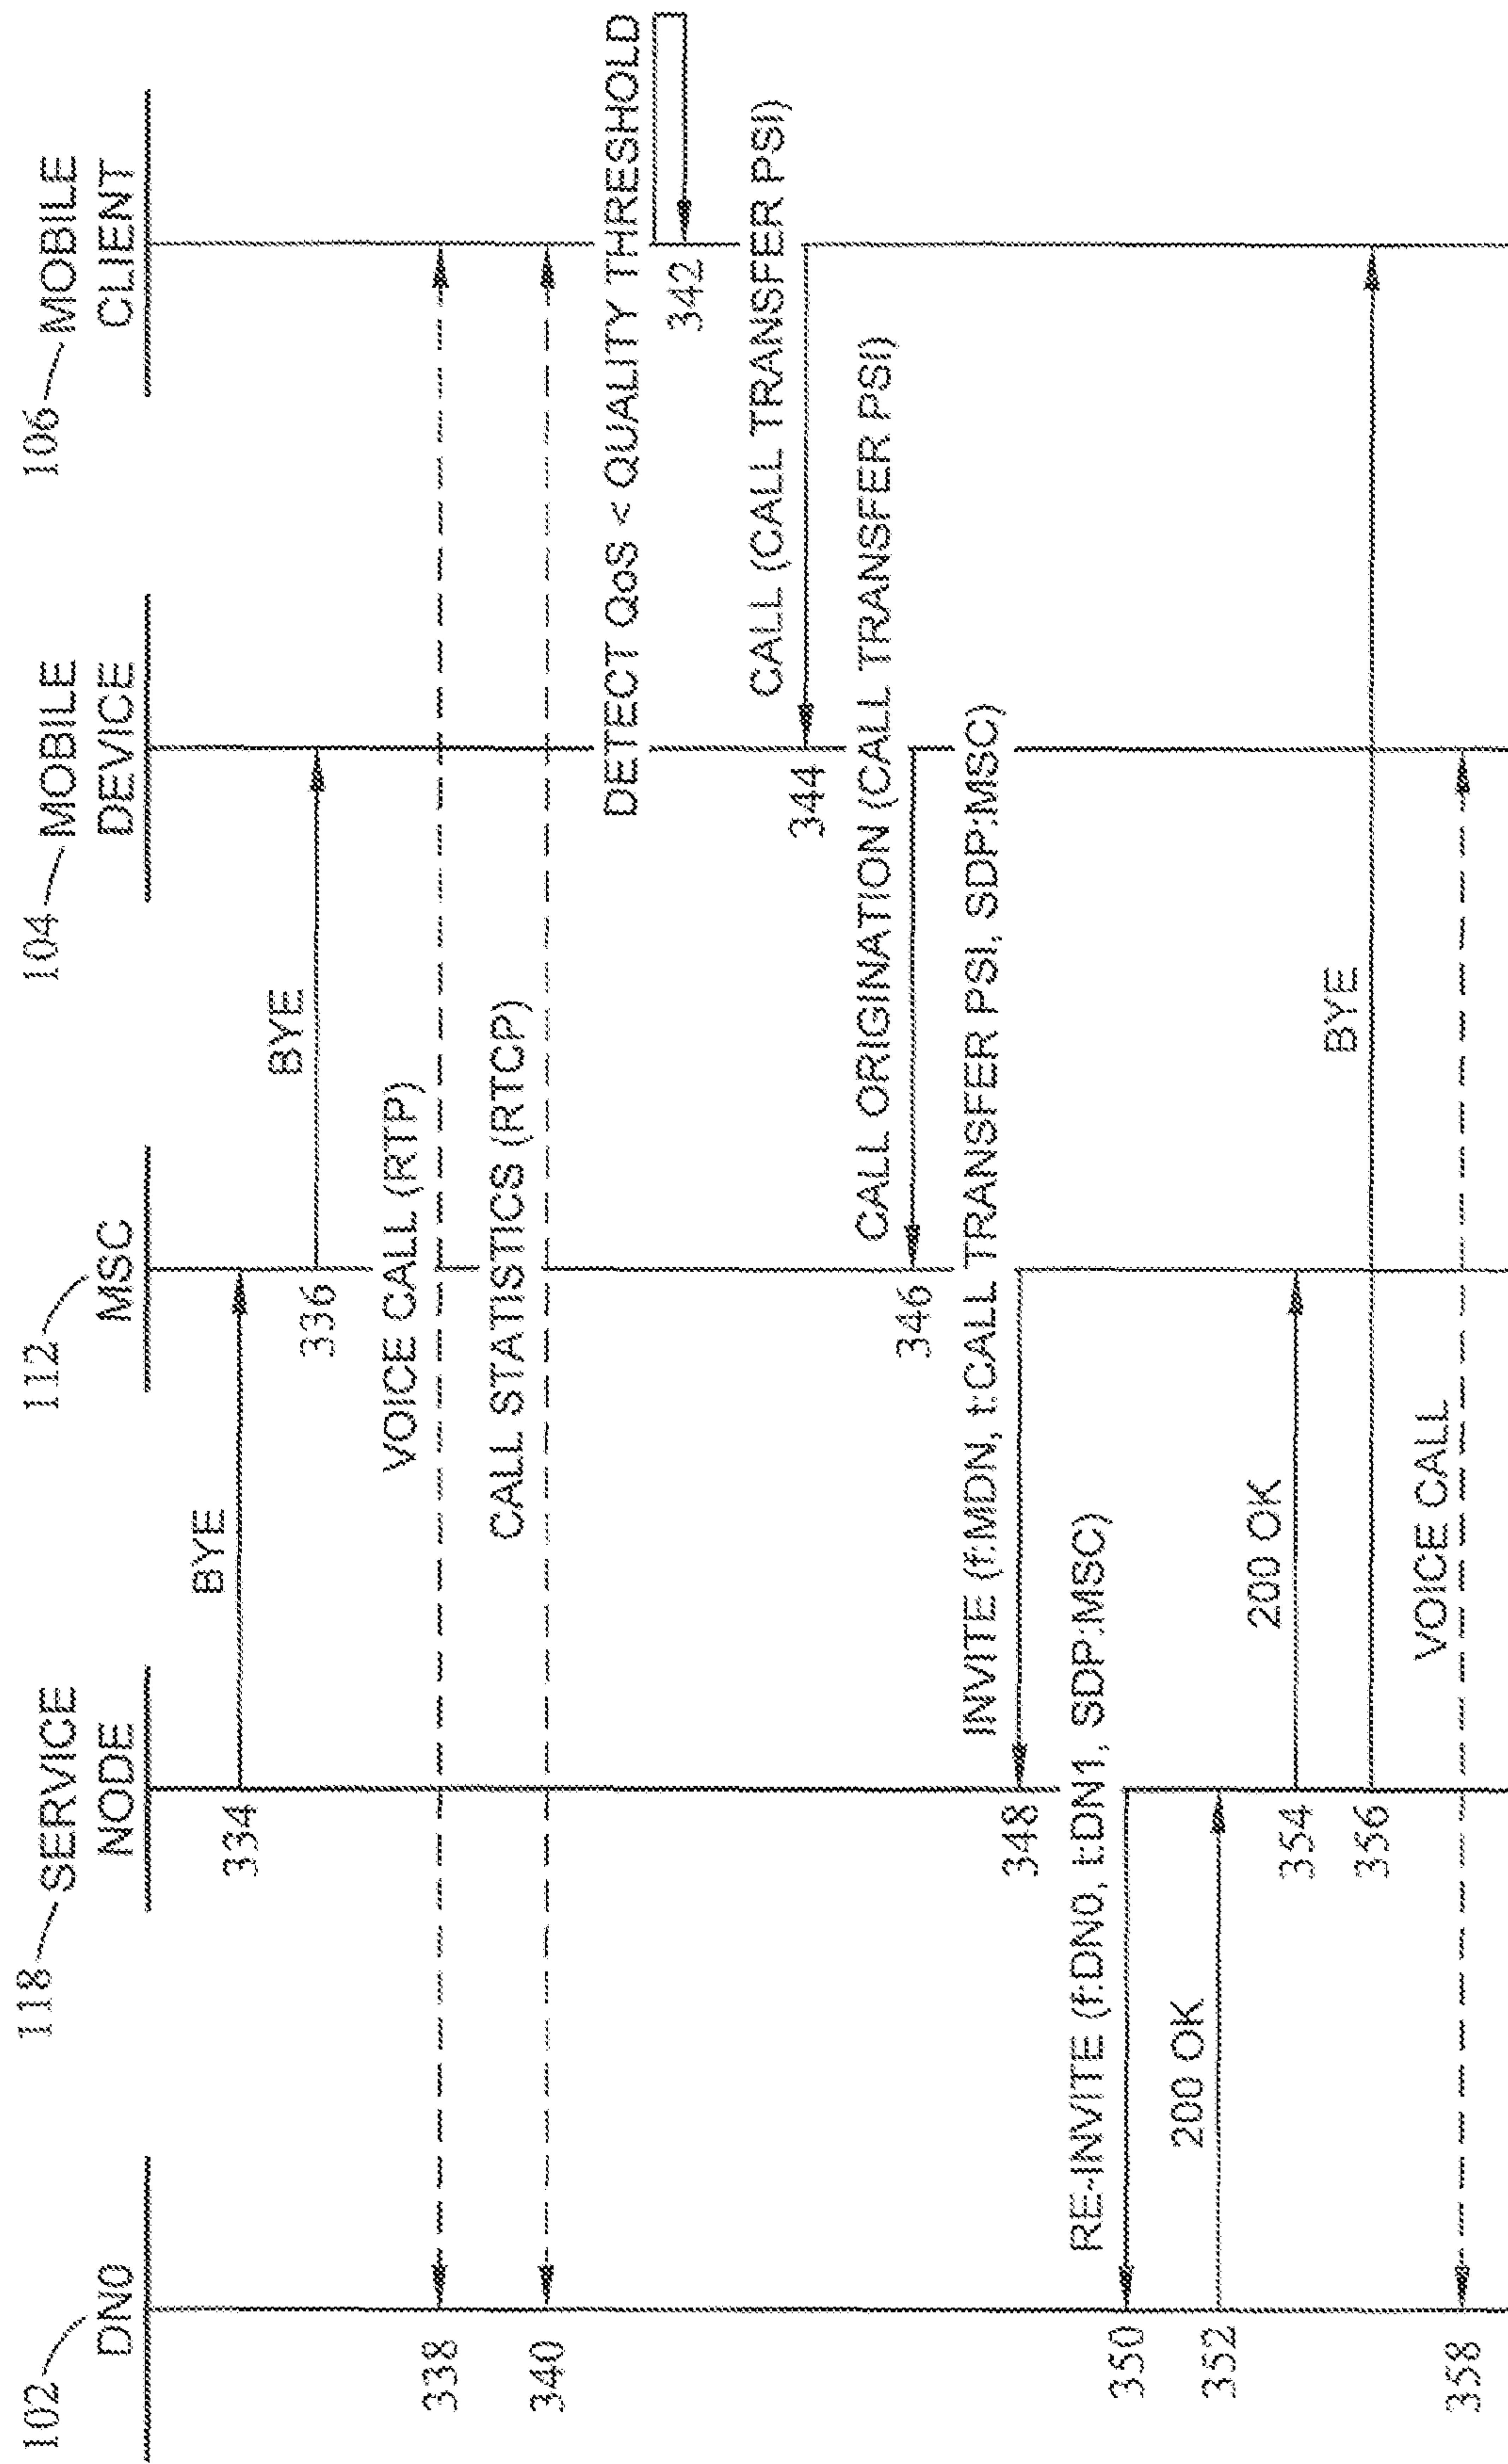 102
DN0
118
SERVICE
NODE
112
MSC
104
MOBILE
DEVICE
106
MOBILE
CLIENT
334
BYE
336
BYE
338
VOICE CALL (RTP)
340
CALL STATISTICS (RTCP)
DETECT QoS < QUALITY THRESHOLD
342
CALL (CALL TRANSFER PSI)
344
CALL ORIGINATION (CALL TRANSFER PSI)
346
INVITE (f:MDN, t:CALL TRANSFER PSI, SDP:MSC)
348
RE-INVITE (f:DN0, t:DN1, SDP:MSC)
350
200 OK
352
200 OK
354
BYE
356
VOICE CALL
358